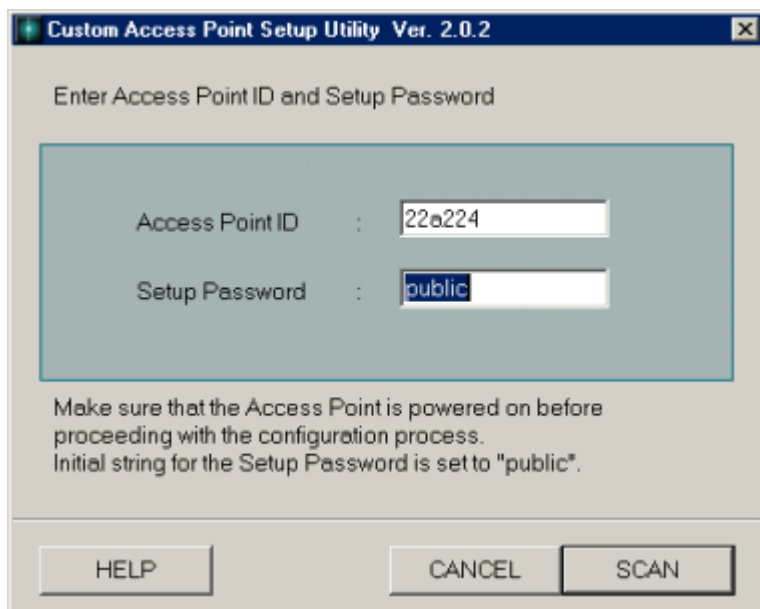 Custom Access Point Setup Utility Ver. 2.0.2
Enter Access Point ID and Setup Password
Access Point ID : 22a224
Setup Password : public
Make sure that the Access Point is powered on before
proceeding with the configuration process.
Initial string for the Setup Password is set to "public".
HELP CANCEL SCAN